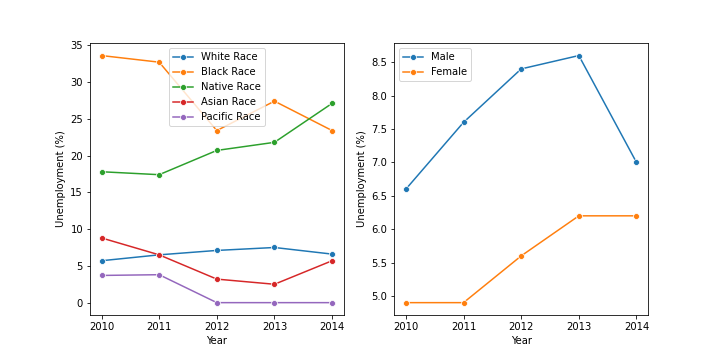 35
30
25
20
15
10
5
0
Unemployment (%)
White Race
Black Race
Native Race
Asian Race
Pacific Race
2010 2011 2012 2013 2014
Year
8.5
8.0
7.5
7.0
6.5
6.0
5.5
5.0
Unemployment (%)
Male
Female
2010 2011 2012 2013 2014
Year